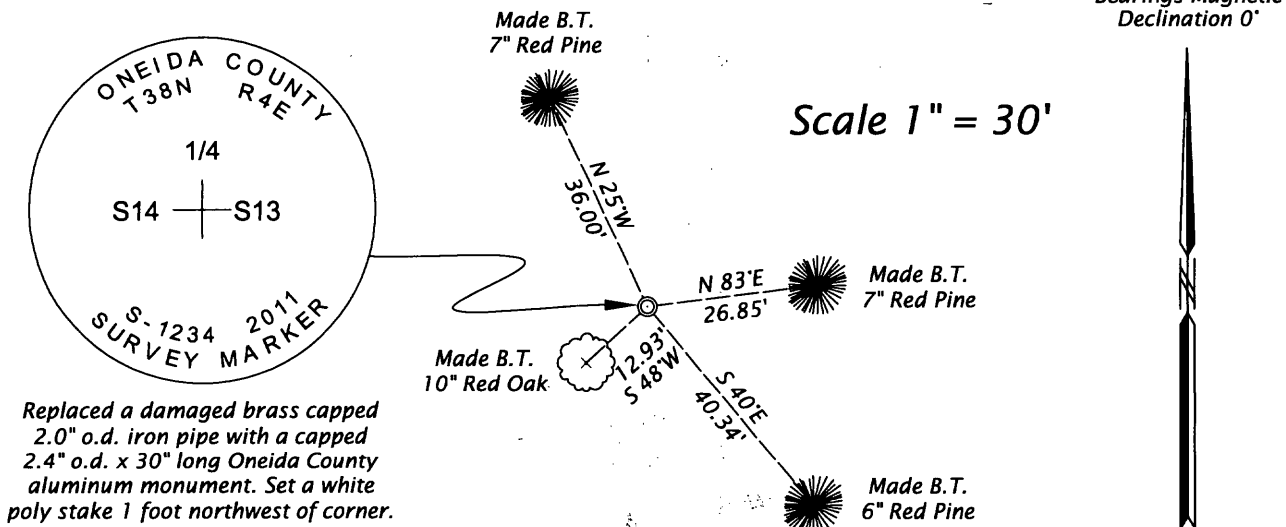 ONEIDA COUNTY
T38N R4E
1/4
S14 S13
S-1234 2011
SURVEY MARKER
Replaced a damaged brass capped
2.0" o.d. iron pipe with a capped
2.4" o.d. x 30" long Oneida County
aluminum monument. Set a white
poly stake 1 foot northwest of corner.
Made B.T.
7" Red Pine
N 25°W
36.00'
N 83°E
26.85'
Made B.T.
7" Red Pine
Made B.T.
10" Red Oak
12.93'
S 48°W
S 40°E
40.34'
Made B.T.
6" Red Pine
Scale 1" = 30'
Bearings Magnetic
Declination 0°